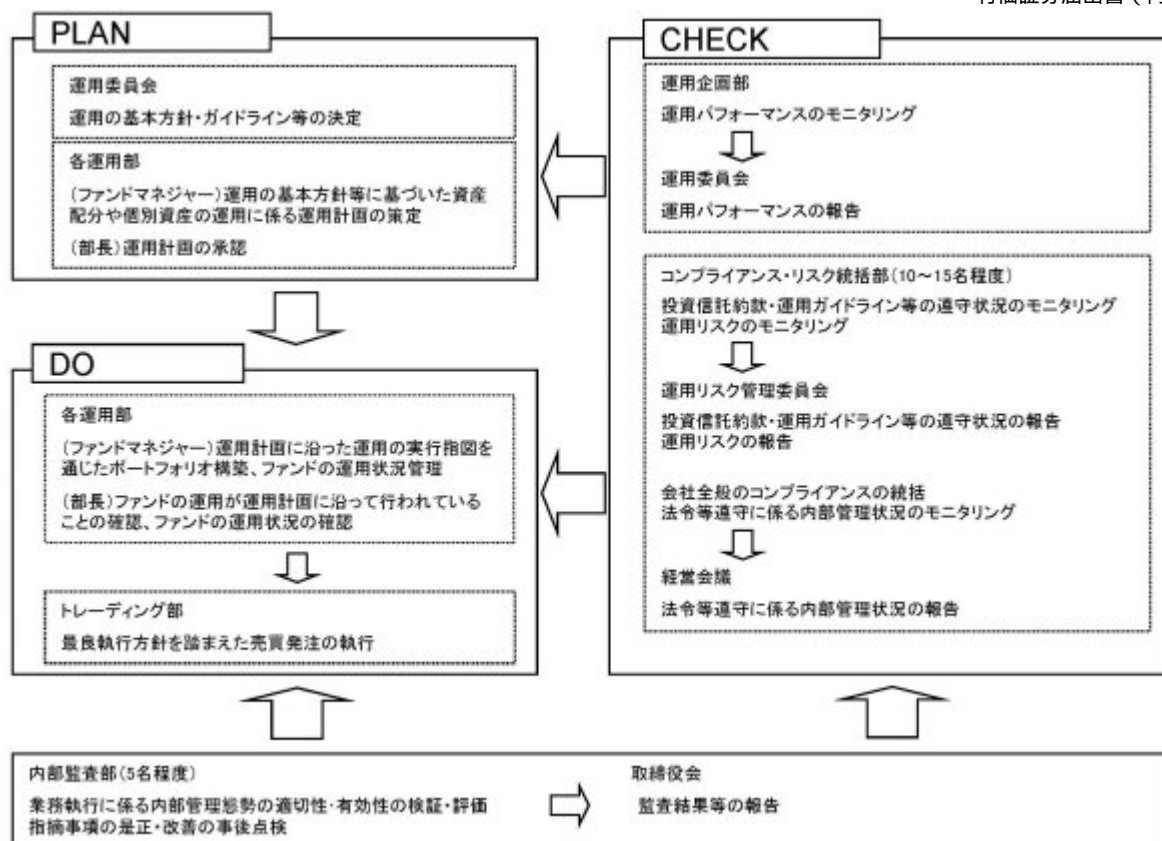 PLAN
運用委員会
運用の基本方針・ガイドライン等の決定
各運用部
(ファンドマネジャー)運用の基本方針等に基づいた資産
配分や個別資産の運用に係る運用計画の策定
(部長)運用計画の承認
DO
各運用部
(ファンドマネジャー)運用計画に沿った運用の実行指図を
通じたポートフォリオ構築、ファンドの運用状況管理
(部長)ファンドの運用が運用計画に沿って行われている
ことの確認、ファンドの運用状況の確認
トレーディング部
最良執行方針を踏まえた売買発注の執行
CHECK
運用企画部
運用パフォーマンスのモニタリング
運用委員会
運用パフォーマンスの報告
コンプライアンス・リスク統括部(10～15名程度)
投資信託約款・運用ガイドライン等の遵守状況のモニタリング
運用リスクのモニタリング
運用リスク管理委員会
投資信託約款・運用ガイドライン等の遵守状況の報告
運用リスクの報告
会社全般のコンプライアンスの統括
法令等遵守に係る内部管理状況のモニタリング
経営会議
法令等遵守に係る内部管理状況の報告
内部監査部(5名程度)
業務執行に係る内部管理態勢の適切性・有効性の検証・評価
指摘事項の是正・改善の事後点検
取締役会
監査結果等の報告